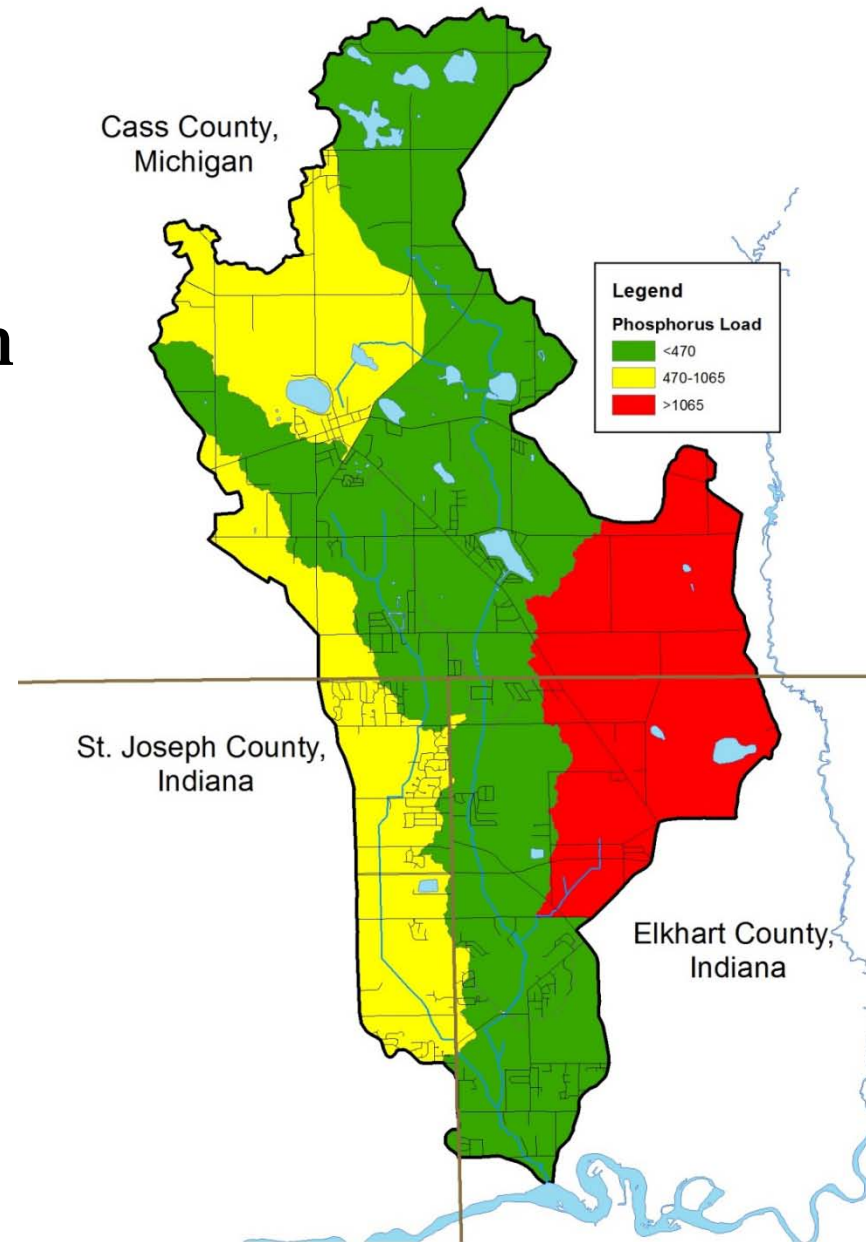 Cass County,
Michigan
Legend
Phosphorus Load
<470
470-1065
>1065
St. Joseph County,
Indiana
Elkhart County,
Indiana